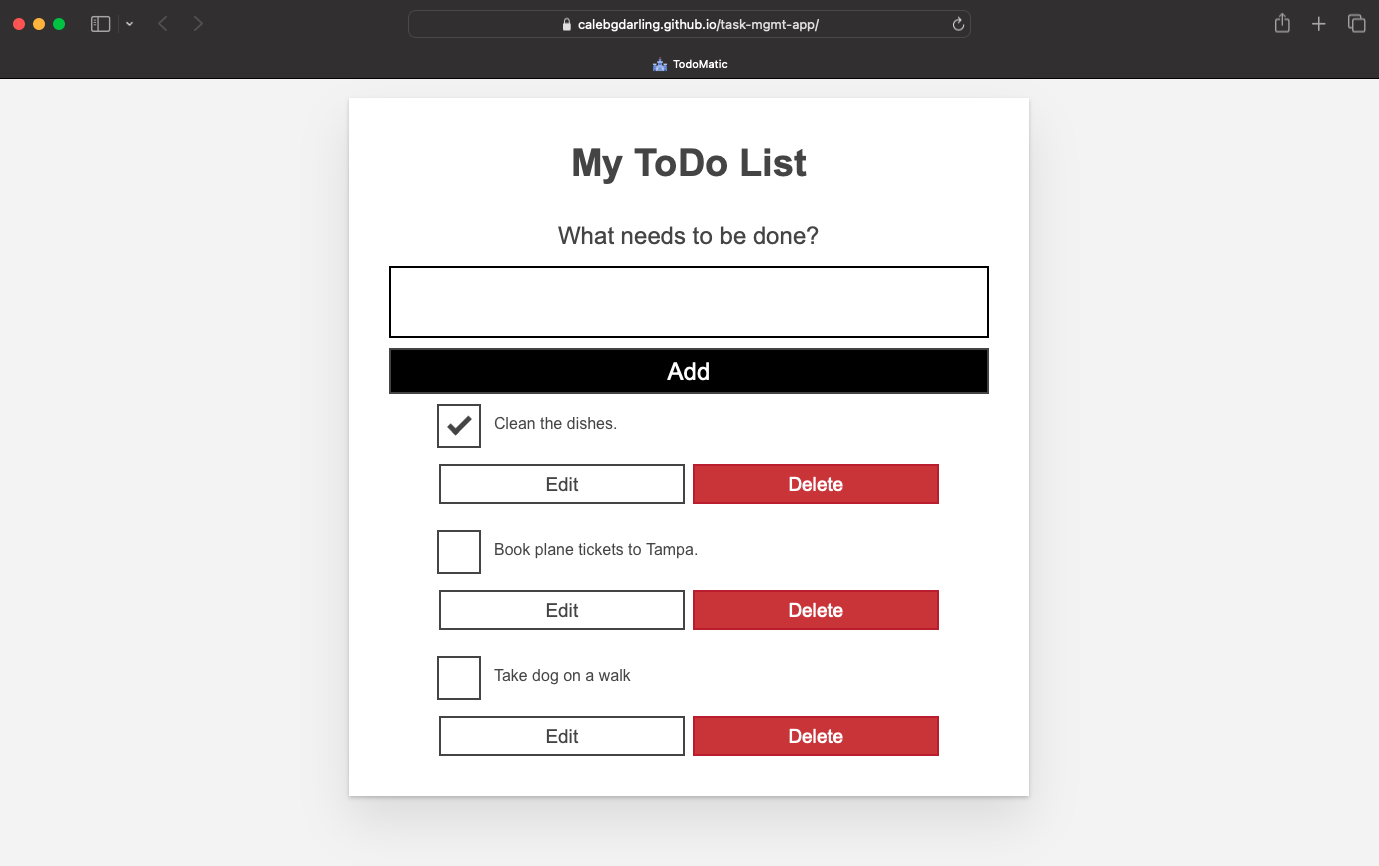 calebgdarling.github.io/task-mgmt-app/
TodoMatic
My ToDo List
What needs to be done?
Add
Clean the dishes.
Edit Delete
Book plane tickets to Tampa.
Edit Delete
Take dog on a walk
Edit Delete